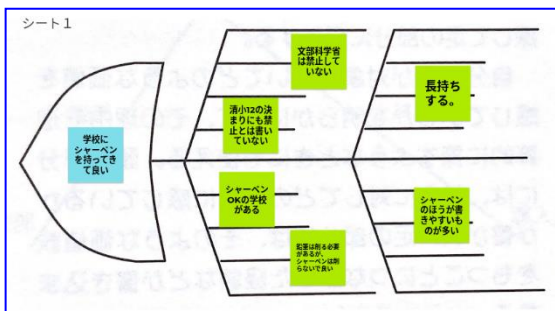 シート1
文部科学省
は禁止して
いない
長持ち
する。
清小12の決
まりにも禁
止とは書い
ていない
学校に
シャーペン
を持ってき
て良い
シャーペン
OKの学校
がある
シャーペン
のほうが書
きやすいも
のが多い
鉛筆は削る必要
があるが、
シャーペンは削
らないで良い